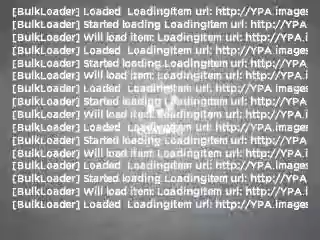 [BulkLoader] Loaded LoadingItem url: http://YPA.images
[BulkLoader] Started loading LoadingItem url: http://YPA
[BulkLoader] Will load item: LoadingItem url: http://YPA.i
[BulkLoader] Loaded LoadingItem url: http://YPA.images
[BulkLoader] Started loading LoadingItem url: http://YPA
[BulkLoader] Will load item: LoadingItem url: http://YPA.i
[BulkLoader] Loaded LoadingItem url: http://YPA.images
[BulkLoader] Started loading LoadingItem url: http://YPA
[BulkLoader] Will load item: LoadingItem url: http://YPA.i
[BulkLoader] Loaded LoadingItem url: http://YPA.images
[BulkLoader] Started loading LoadingItem url: http://YPA
[BulkLoader] Will load item: LoadingItem url: http://YPA.i
[BulkLoader] Loaded LoadingItem url: http://YPA.images
[BulkLoader] Started loading LoadingItem url: http://YPA
[BulkLoader] Will load item: LoadingItem url: http://YPA.i
[BulkLoader] Loaded LoadingItem url: http://YPA.images